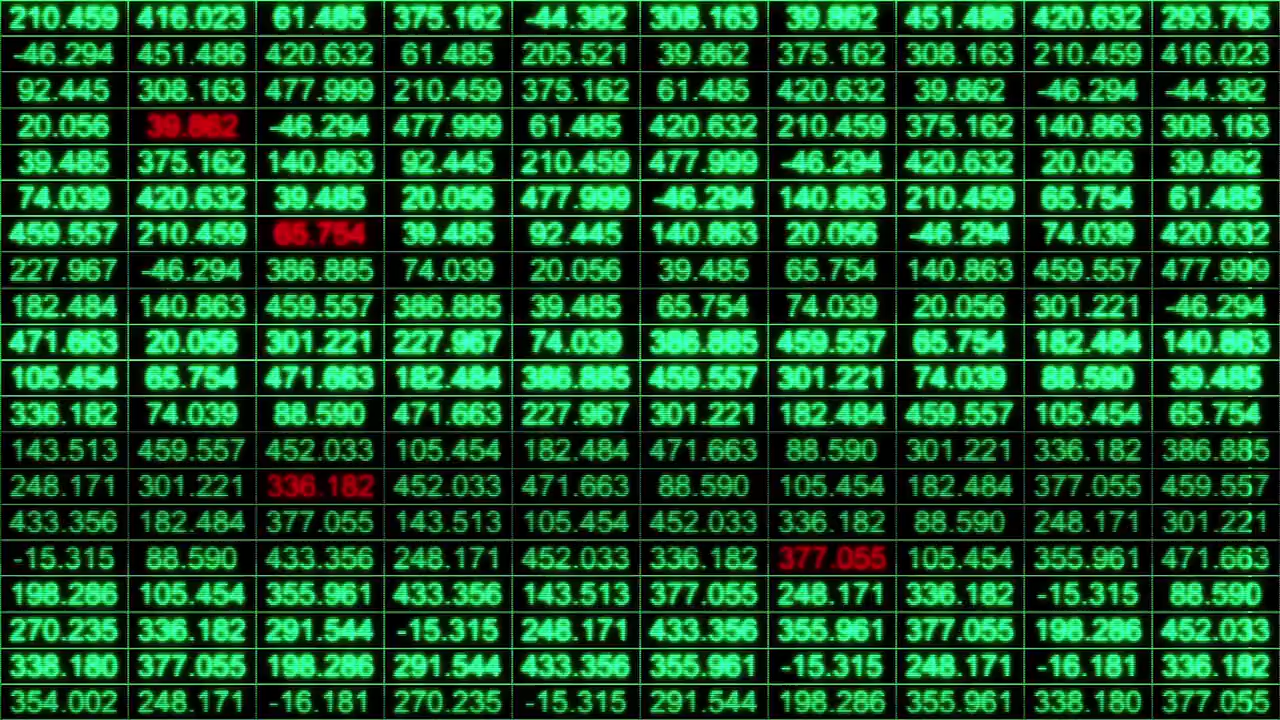 210.459 416.023 61.485 375.162 -44.382 308.163 39.862 451.486 420.632 293.795
-46.294 451.486 420.632 61.485 205.521 39.862 375.162 308.163 210.459 416.023
92.445 308.163 477.999 210.459 375.162 61.485 420.632 39.862 -46.294 -44.382
20.056 39.862 -46.294 477.999 61.485 420.632 210.459 375.162 140.863 308.163
39.485 375.162 140.863 92.445 210.459 477.999 -46.294 420.632 20.056 39.862
74.039 420.632 39.485 20.056 477.999 -46.294 140.863 210.459 65.754 61.485
459.557 210.459 65.754 39.485 92.445 140.863 20.056 -46.294 74.039 420.632
227.967 -46.294 386.885 74.039 20.056 39.485 65.754 140.863 459.557 477.999
182.484 140.863 459.557 386.885 39.485 65.754 74.039 20.056 301.221 -46.294
471.663 20.056 301.221 227.967 74.039 386.885 459.557 65.754 182.484 140.863
105.454 65.754 471.663 182.484 386.885 459.557 301.221 74.039 88.590 39.485
336.182 74.039 88.590 471.663 227.967 301.221 182.484 459.557 105.454 65.754
143.513 459.557 452.033 105.454 182.484 471.663 88.590 301.221 336.182 386.885
248.171 301.221 336.182 452.033 471.663 88.590 105.454 182.484 377.055 459.557
433.356 182.484 377.055 143.513 105.454 452.033 336.182 88.590 248.171 301.221
-15.315 88.590 433.356 248.171 452.033 336.182 377.055 105.454 355.961 471.663
198.286 105.454 355.961 433.356 143.513 377.055 248.171 336.182 -15.315 88.590
270.235 336.182 291.544 -15.315 248.171 433.356 355.961 377.055 198.286 452.033
338.180 377.055 198.286 291.544 433.356 355.961 -15.315 248.171 -16.181 336.182
354.002 248.171 -16.181 270.235 -15.315 291.544 198.286 355.961 338.180 377.055